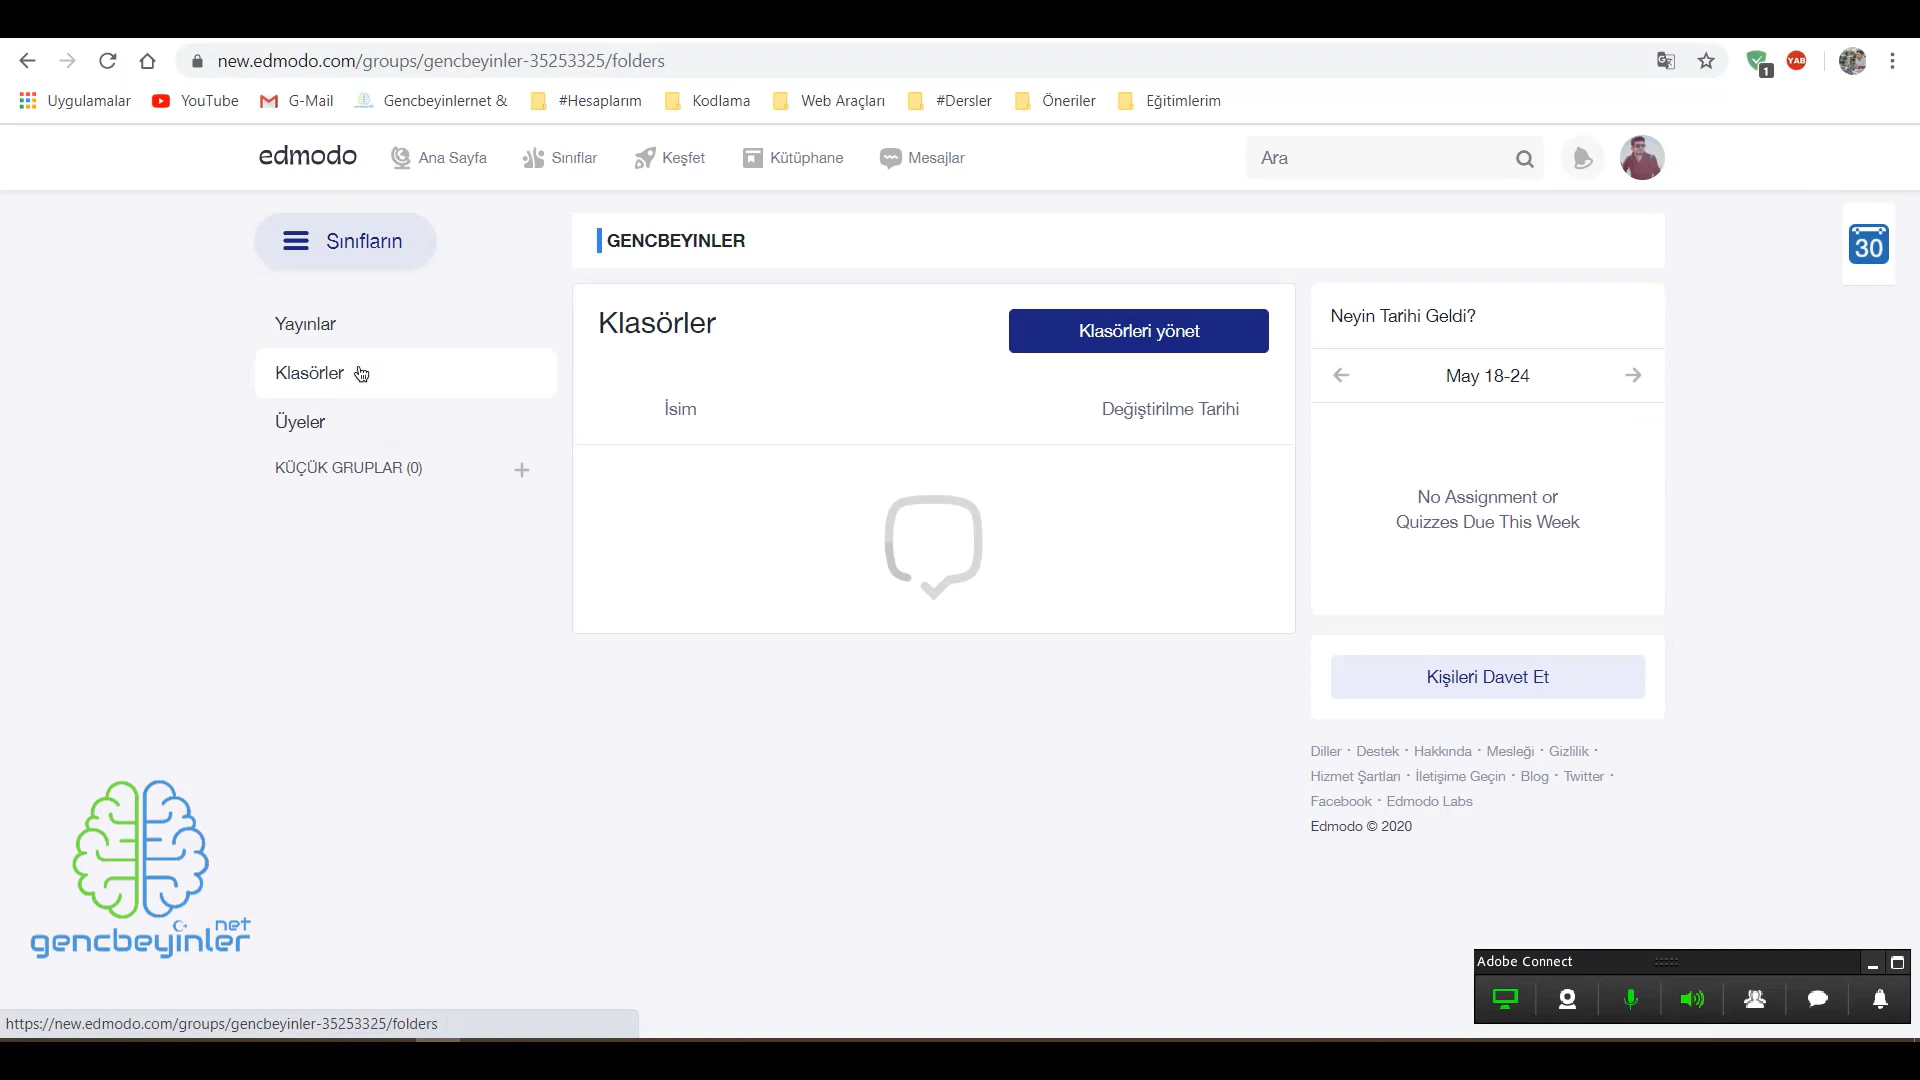 new.edmodo.com/groups/gencbeyinler-35253325/folders
1
YAB
Uygulamalar YouTube G-Mail Gencbeyinlernet & #Hesaplarım Kodlama Web Araçları #Dersler Öneriler Eğitimlerim
edmodo Ana Sayfa Sınıflar Keşfet Kütüphane Mesajlar Ara
Sınıfların
GENCBEYINLER
30
Yayınlar
Klasörler
Üyeler
KÜÇÜK GRUPLAR (0)
Klasörler
Klasörleri yönet
İsim Değiştirilme Tarihi
Neyin Tarihi Geldi?
May 18-24
No Assignment or
Quizzes Due This Week
Kişileri Davet Et
Diller · Destek · Hakkında · Mesleği · Gizlilik ·
Hizmet Şartları · İletişime Geçin · Blog · Twitter ·
Facebook · Edmodo Labs
Edmodo © 2020
net
gencbeyinler
Adobe Connect
https://new.edmodo.com/groups/gencbeyinler-35253325/folders